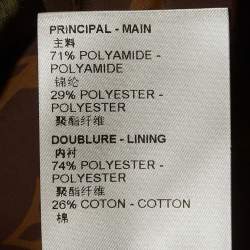 PRINCIPAL - MAIN
主料
71% POLYAMIDE -
POLYAMIDE
锦纶
29% POLYESTER -
POLYESTER
聚酯纤维
DOUBLURE - LINING
内衬
74% POLYESTER -
POLYESTER
聚酯纤维
26% COTON - COTTON
棉